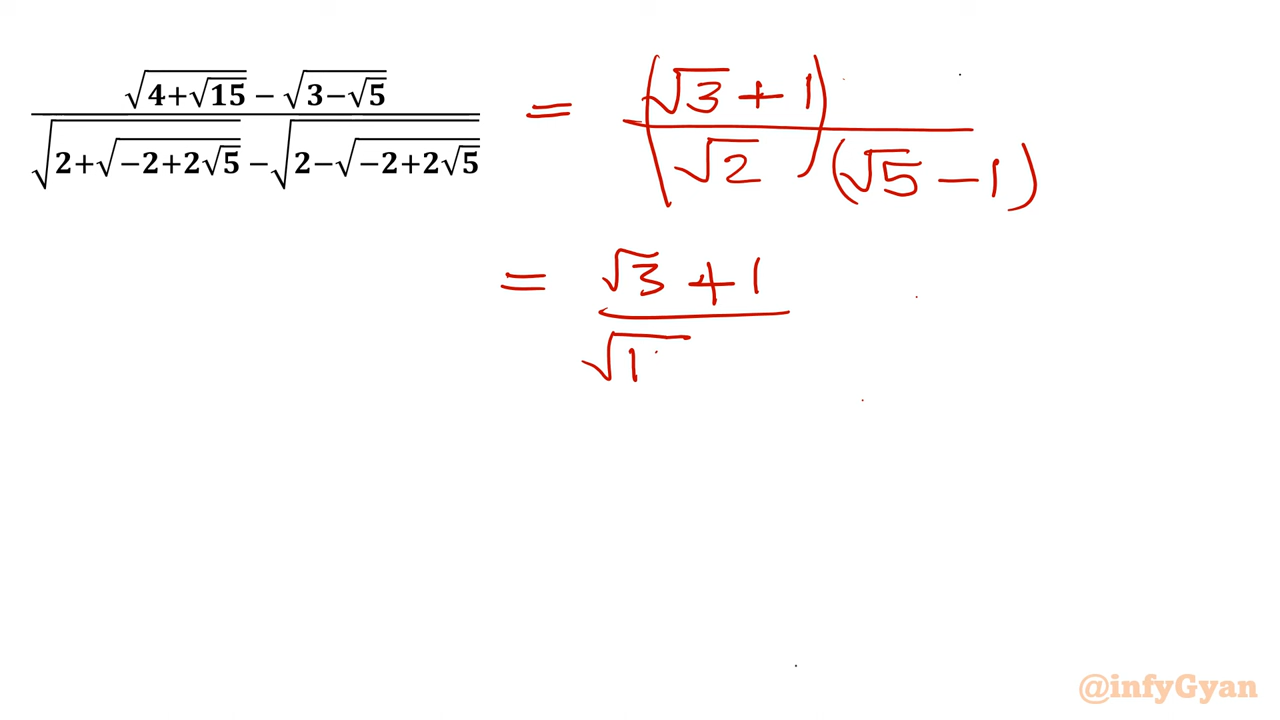 √(4+√15) − √(3−√5) / √(2+√(−2+2√5)) − √(2−√(−2+2√5)) = (√3 + 1 / √2) (√5 − 1)
= √3 + 1 / √1
@infyGyan